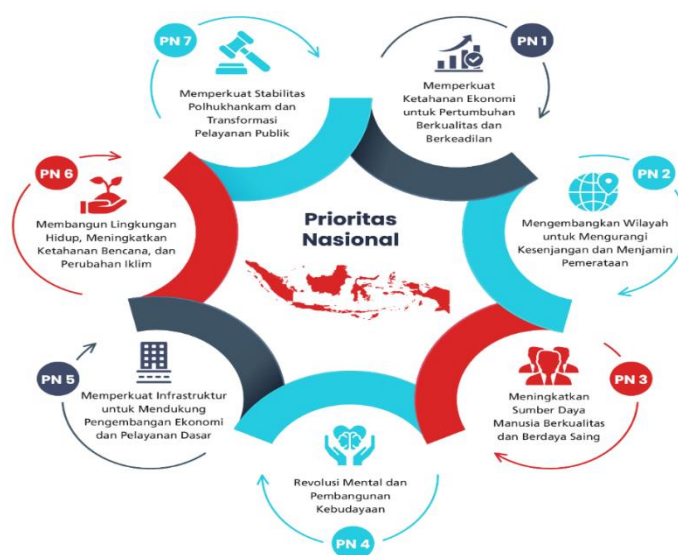 Prioritas
Nasional
PN 1
Memperkuat
Ketahanan Ekonomi
untuk Pertumbuhan
Berkualitas dan
Berkeadilan
PN 2
Mengembangkan Wilayah
untuk Mengurangi
Kesenjangan dan Menjamin
Pemerataan
PN 3
Meningkatkan
Sumber Daya
Manusia Berkualitas
dan Berdaya Saing
PN 4
Revolusi Mental dan
Pembangunan
Kebudayaan
PN 5
Memperkuat Infrastruktur
untuk Mendukung
Pengembangan Ekonomi
dan Pelayanan Dasar
PN 6
Membangun Lingkungan
Hidup, Meningkatkan
Ketahanan Bencana, dan
Perubahan Iklim
PN 7
Memperkuat Stabilitas
Polhukhankam dan
Transformasi
Pelayanan Publik